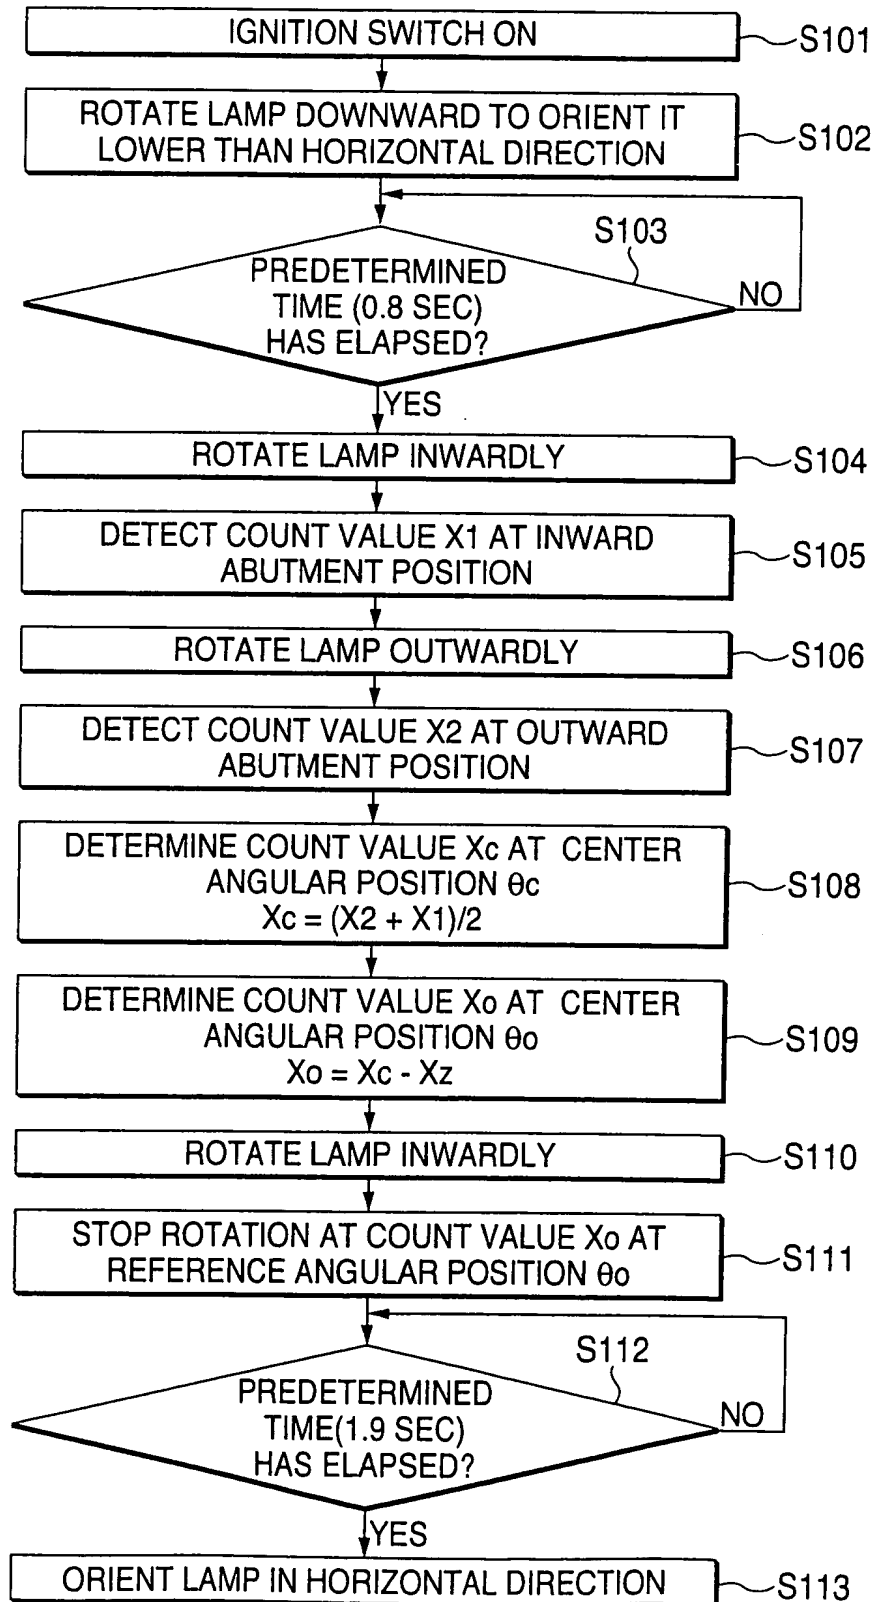 IGNITION SWITCH ON
S101
ROTATE LAMP DOWNWARD TO ORIENT IT
LOWER THAN HORIZONTAL DIRECTION
S102
S103
PREDETERMINED
TIME (0.8 SEC)
HAS ELAPSED?
NO
YES
ROTATE LAMP INWARDLY
S104
DETECT COUNT VALUE X1 AT INWARD
ABUTMENT POSITION
S105
ROTATE LAMP OUTWARDLY
S106
DETECT COUNT VALUE X2 AT OUTWARD
ABUTMENT POSITION
S107
DETERMINE COUNT VALUE Xc AT CENTER
ANGULAR POSITION θc
Xc = (X2 + X1)/2
S108
DETERMINE COUNT VALUE Xo AT CENTER
ANGULAR POSITION θo
Xo = Xc - Xz
S109
ROTATE LAMP INWARDLY
S110
STOP ROTATION AT COUNT VALUE Xo AT
REFERENCE ANGULAR POSITION θo
S111
S112
PREDETERMINED
TIME(1.9 SEC)
HAS ELAPSED?
NO
YES
ORIENT LAMP IN HORIZONTAL DIRECTION
S113